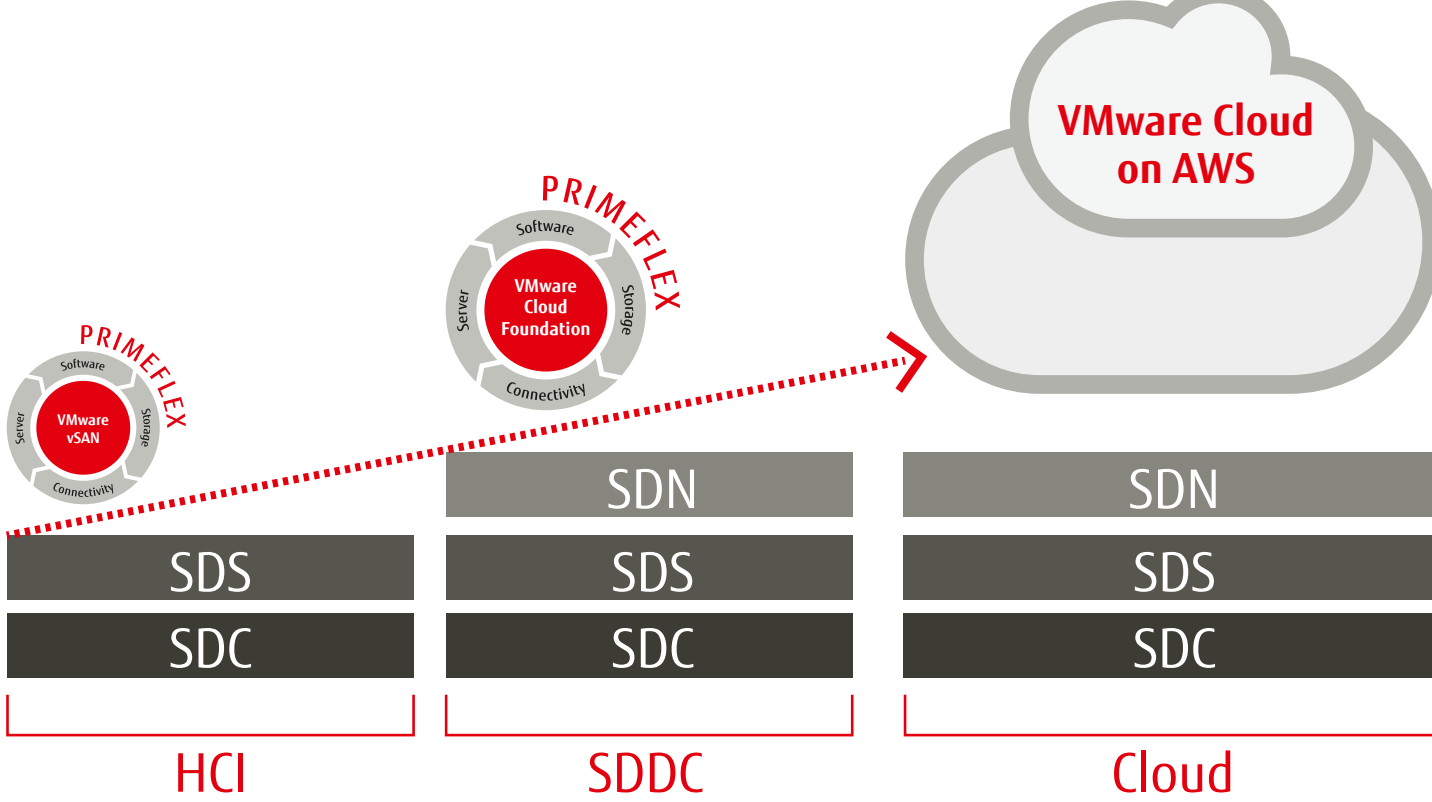 VMware Cloud
on AWS
PRIMEFLEX
Software
Server
VMware
Cloud
Foundation
Storage
Connectivity
PRIMEFLEX
Software
Server
VMware
vSAN
Storage
Connectivity
SDN
SDN
SDS
SDS
SDS
SDC
SDC
SDC
HCI
SDDC
Cloud